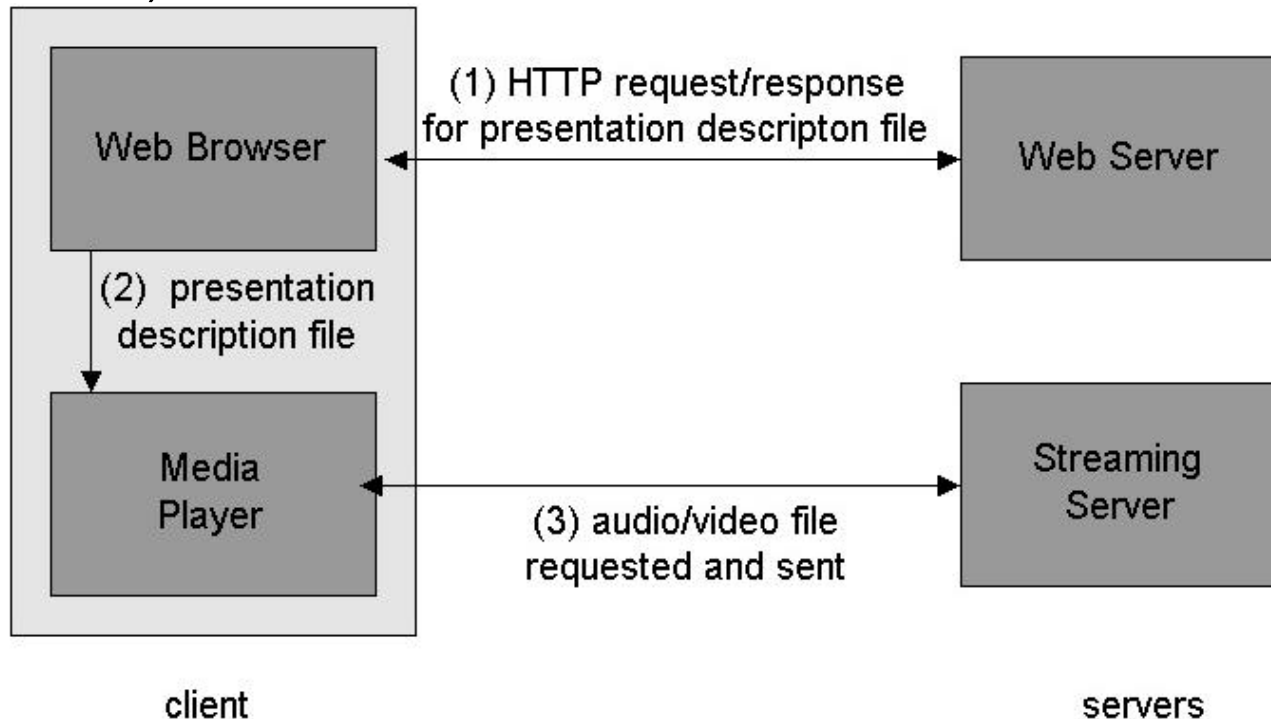 Web Browser
(1) HTTP request/response
for presentation descripton file
Web Server
(2) presentation
description file
Media
Player
(3) audio/video file
requested and sent
Streaming
Server
client
servers